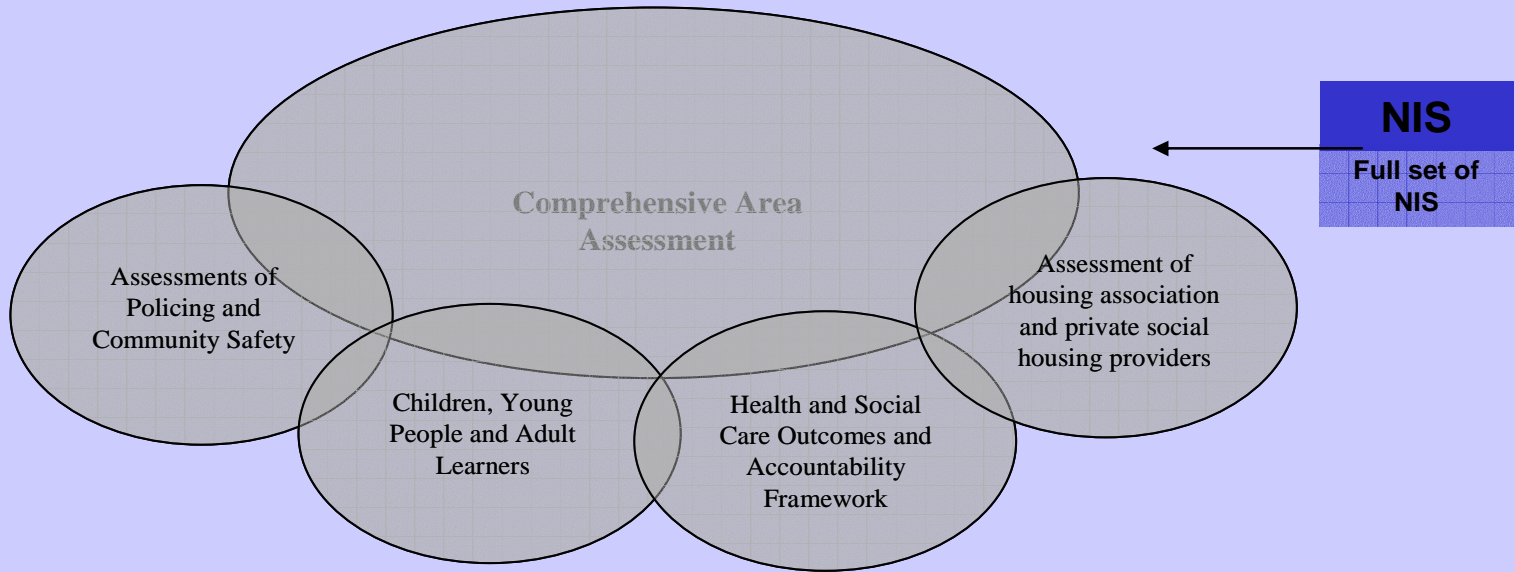 NIS
Full set of
NIS
Comprehensive Area
Assessment
Assessments of
Policing and
Community Safety
Children, Young
People and Adult
Learners
Health and Social
Care Outcomes and
Accountability
Framework
Assessment of
housing association
and private social
housing providers